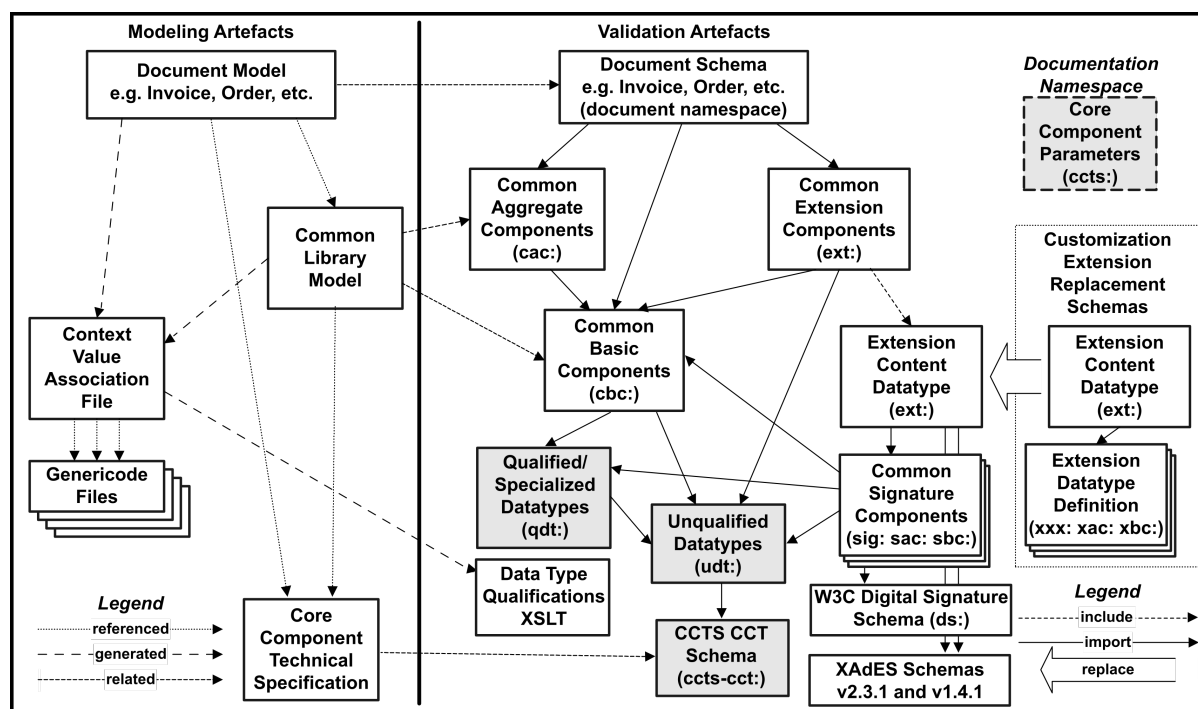 Modeling Artefacts
Document Model
e.g. Invoice, Order, etc.
Common
Library
Model
Context
Value
Association
File
Genericode
Files
Legend
referenced
generated
related
Core
Component
Technical
Specification
Validation Artefacts
Document Schema
e.g. Invoice, Order, etc.
(document namespace)
Common
Aggregate
Components
(cac:)
Common
Extension
Components
(ext:)
Common
Basic
Components
(cbc:)
Extension
Content
Datatype
(ext:)
Qualified/
Specialized
Datatypes
(qdt:)
Unqualified
Datatypes
(udt:)
Common
Signature
Components
(sig: sac: sbc:)
Data Type
Qualifications
XSLT
CCTS CCT
Schema
(ccts-cct:)
W3C Digital Signature
Schema (ds:)
XAdES Schemas
v2.3.1 and v1.4.1
Documentation
Namespace
Core
Component
Parameters
(ccts:)
Customization
Extension
Replacement
Schemas
Extension
Content
Datatype
(ext:)
Extension
Datatype
Definition
(xxx: xac: xbc:)
Legend
include
import
replace